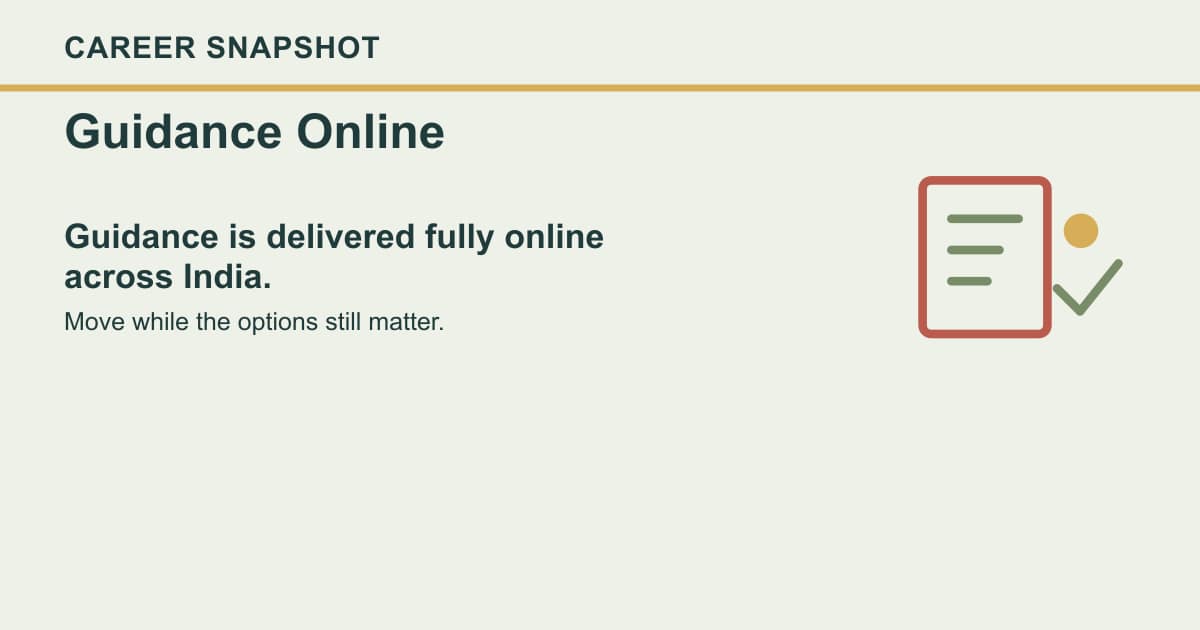 CAREER SNAPSHOT
Guidance Online
Guidance is delivered fully online
across India.
Move while the options still matter.